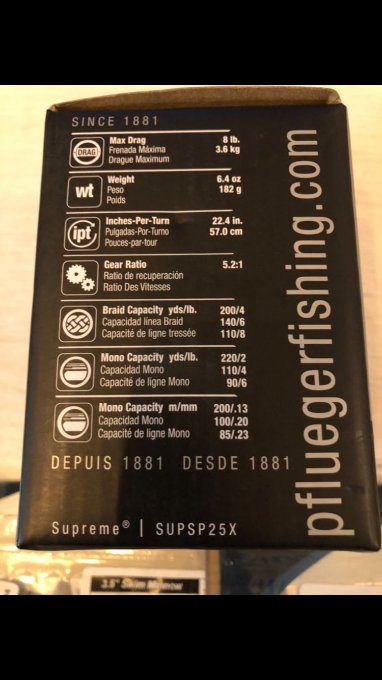 SINCE 1881
DRAG
Max Drag 8 lb.
Frenada Máxima 3.6 kg
Drague Maximum
wt
Weight 6.4 oz
Peso 182 g
Poids
ipt
Inches-Per-Turn 22.4 in.
Pulgadas-Por-Turno 57.0 cm
Pouces-par-tour
Gear Ratio 5.2:1
Ratio de recuperación
Ratio Des Vitesses
Braid Capacity yds/lb. 200/4
Capacidad línea Braid 140/6
Capacité de ligne tressée 110/8
Mono Capacity yds/lb. 220/2
Capacidad Mono 110/4
Capacité de ligne Mono 90/6
Mono Capacity m/mm 200/.13
Capacidad Mono 100/.20
Capacité de ligne Mono 85/.23
DEPUIS 1881 DESDE 1881
Supreme® | SUPSP25X
pfluegerfishing.com
3.5" Swim Minnow